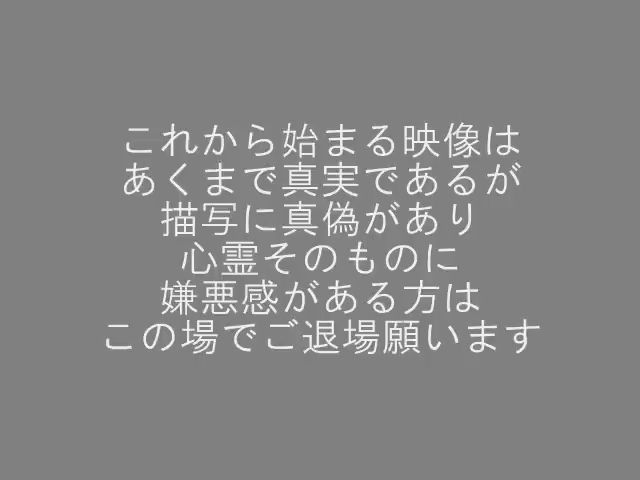 これから始まる映像は
あくまで真実であるが
描写に真偽があり
心霊そのものに
嫌悪感がある方は
この場でご退場願います